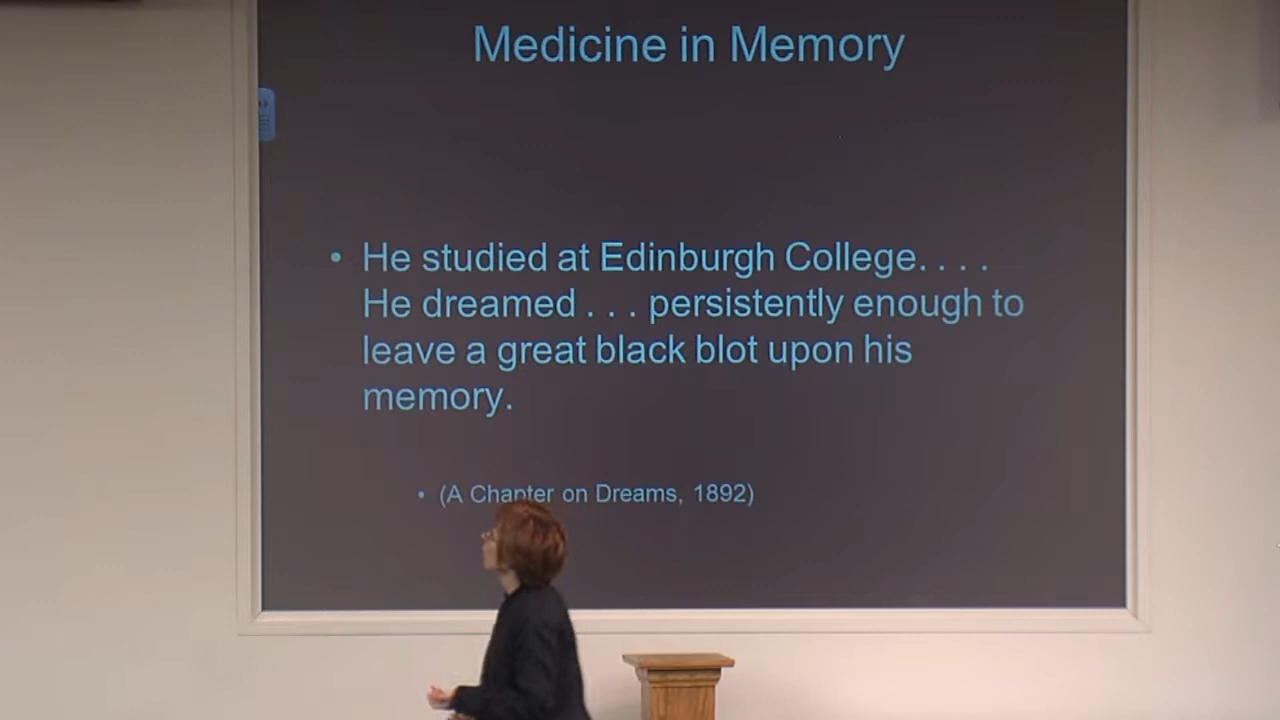 Medicine in Memory
• He studied at Edinburgh College. . . .
He dreamed . . . persistently enough to
leave a great black blot upon his
memory.
• (A Chapter on Dreams, 1892)